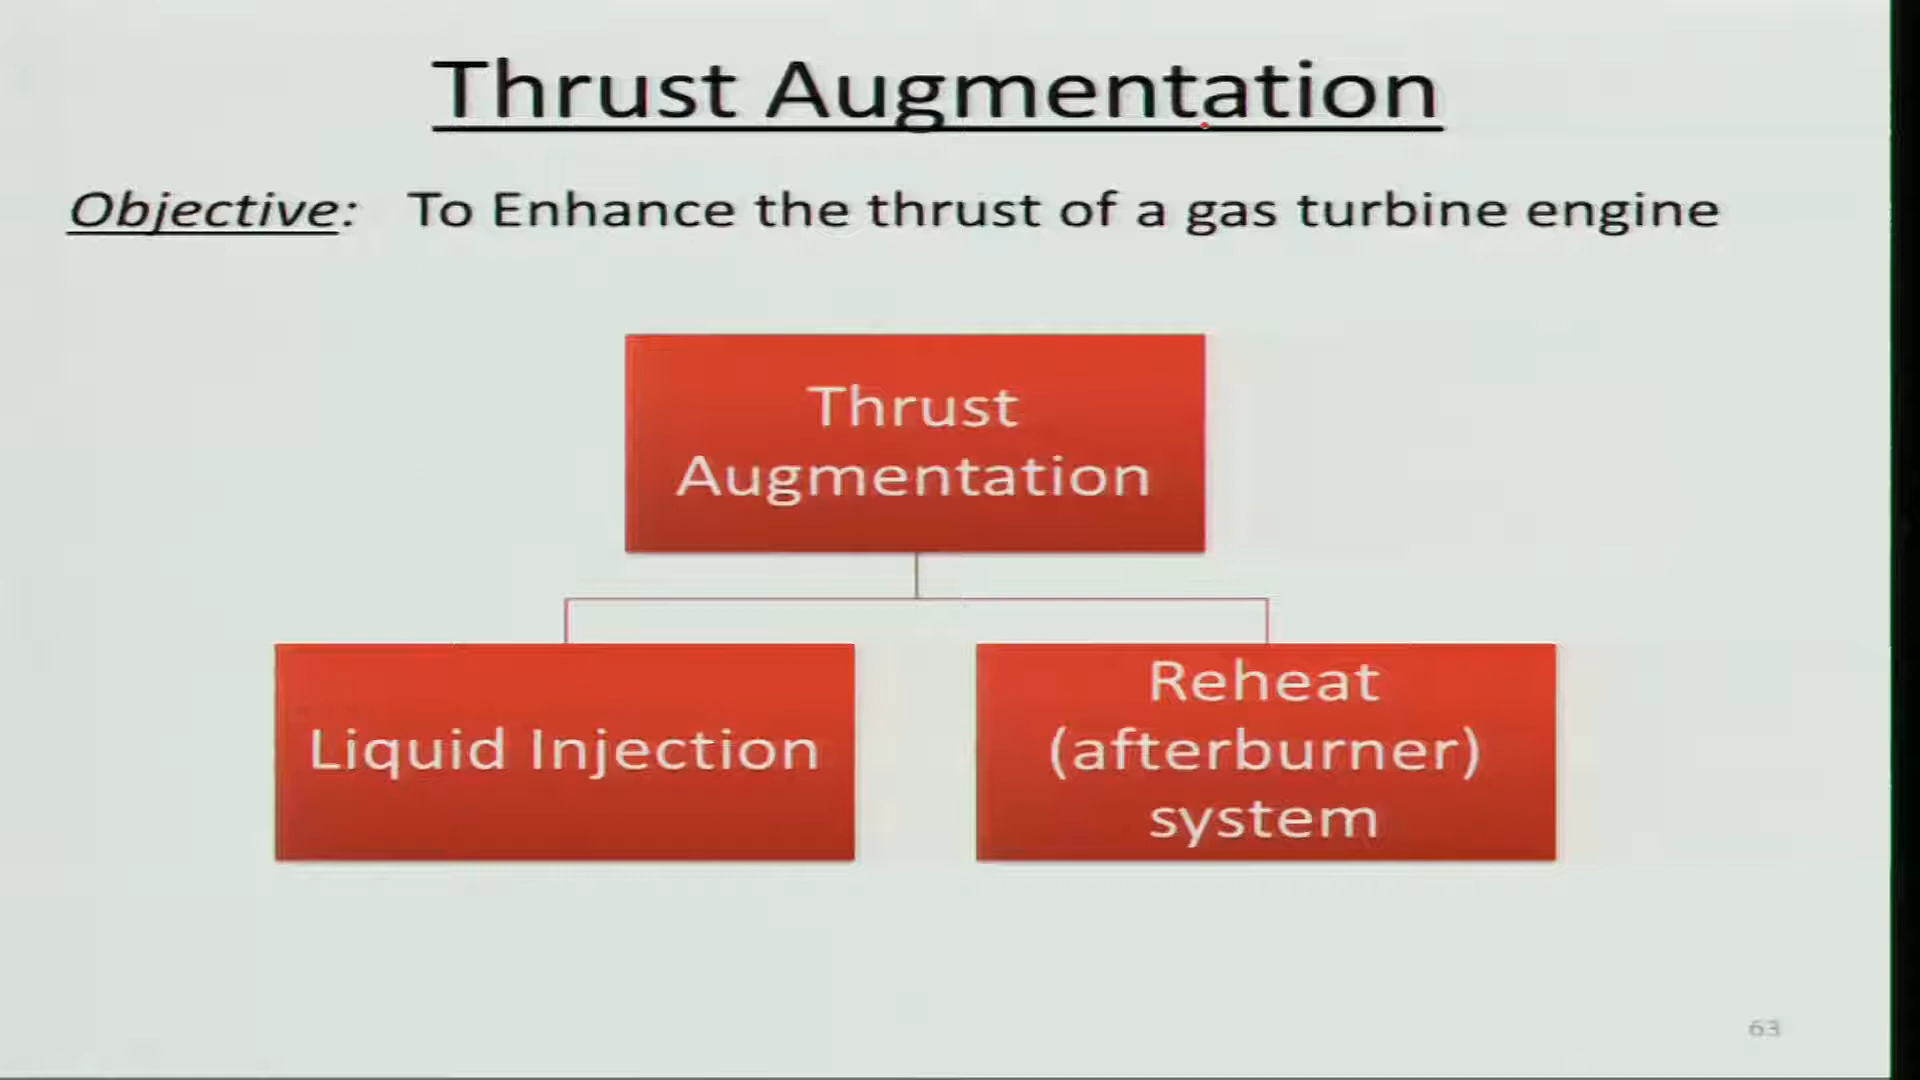 Thrust Augmentation
Objective: To Enhance the thrust of a gas turbine engine
Thrust
Augmentation
Liquid Injection
Reheat
(afterburner)
system
63